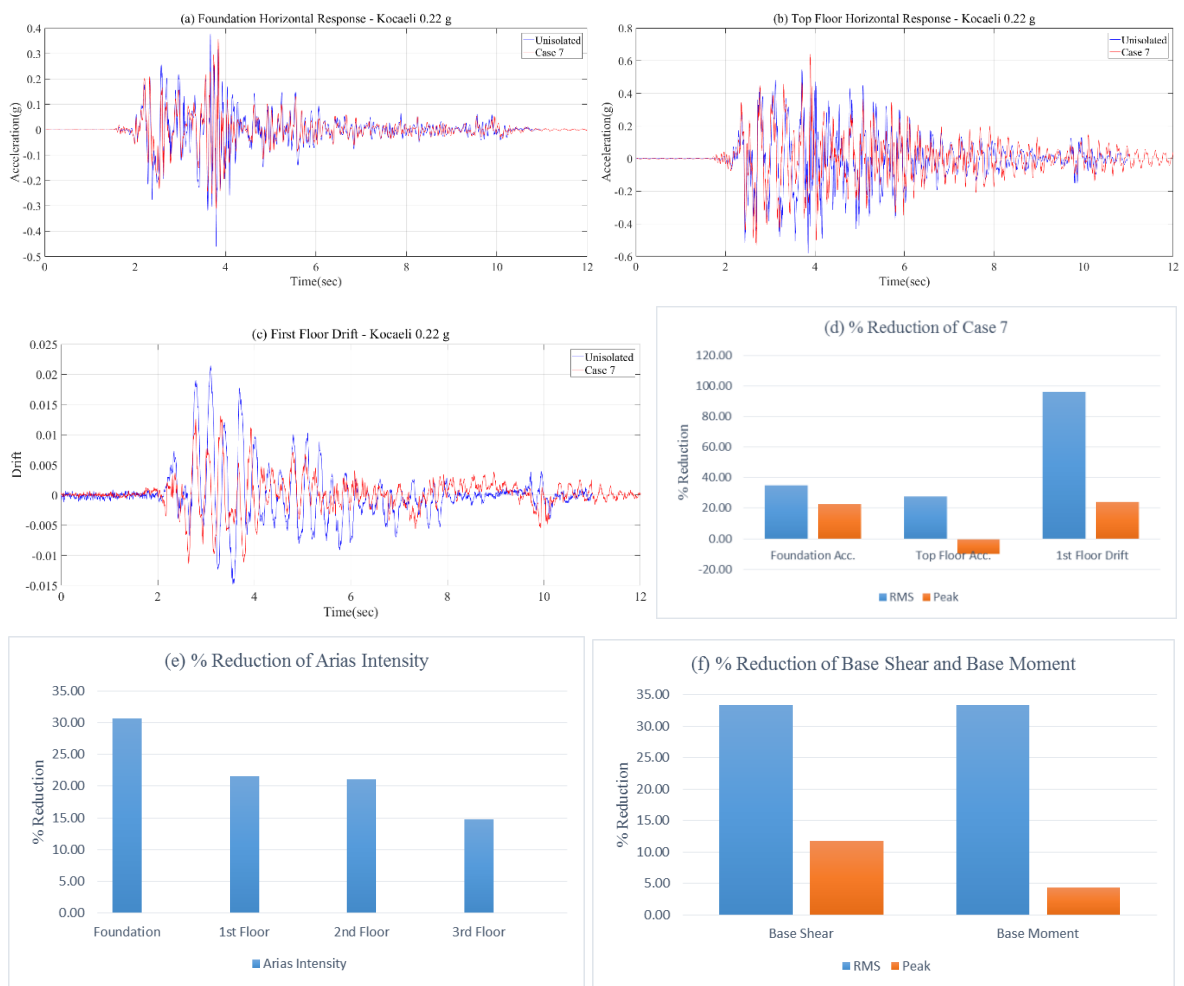 (a) Foundation Horizontal Response - Kocaeli 0.22 g
0.4
0.3
0.2
0.1
0
-0.1
-0.2
-0.3
-0.4
-0.5
Acceleration(g)
0 2 4 6 8 10 12
Time(sec)
Unisolated
Case 7
(b) Top Floor Horizontal Response - Kocaeli 0.22 g
0.8
0.6
0.4
0.2
0
-0.2
-0.4
-0.6
Acceleration(g)
0 2 4 6 8 10 12
Time(sec)
Unisolated
Case 7
(c) First Floor Drift - Kocaeli 0.22 g
0.025
0.02
0.015
0.01
0.005
0
-0.005
-0.01
-0.015
Drift
0 2 4 6 8 10 12
Time(sec)
Unisolated
Case 7
(d) % Reduction of Case 7
120.00
100.00
80.00
60.00
40.00
20.00
0.00
-20.00
% Reduction
Foundation Acc. Top Floor Acc. 1st Floor Drift
RMS Peak
(e) % Reduction of Arias Intensity
35.00
30.00
25.00
20.00
15.00
10.00
5.00
0.00
% Reduction
Foundation 1st Floor 2nd Floor 3rd Floor
Arias Intensity
(f) % Reduction of Base Shear and Base Moment
35.00
30.00
25.00
20.00
15.00
10.00
5.00
0.00
% Reduction
Base Shear Base Moment
RMS Peak